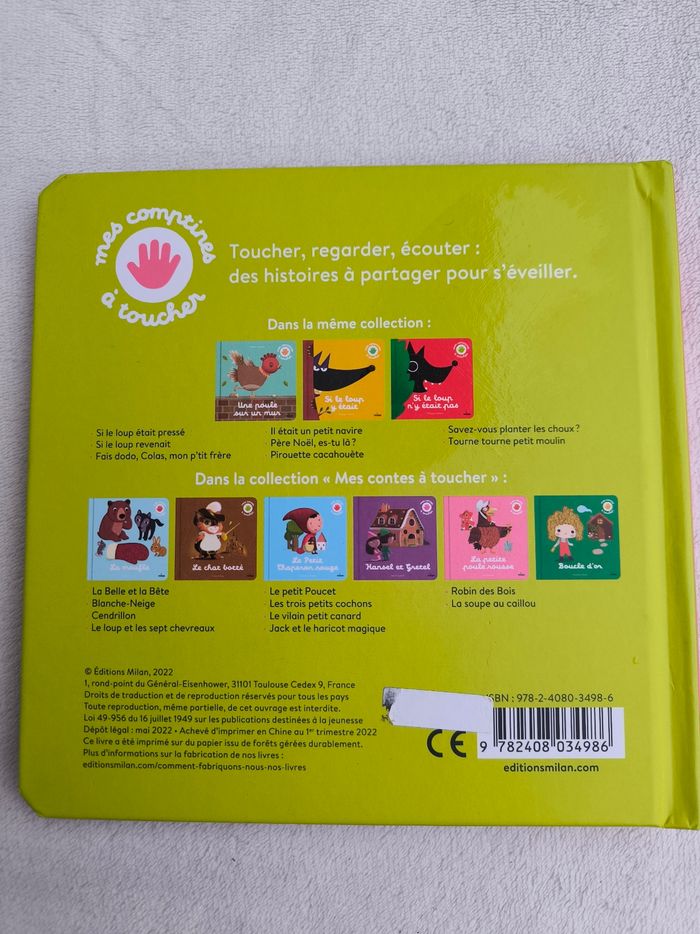 mes comptines
à toucher
Toucher, regarder, écouter :
des histoires à partager pour s'éveiller.
Dans la même collection :
Une poule
sur un mur
Si le loup
y était
Si le loup
n'y était pas
· Si le loup était pressé
· Si le loup revenait
· Fais dodo, Colas, mon p'tit frère
· Il était un petit navire
· Père Noël, es-tu là ?
· Pirouette cacahouète
· Savez-vous planter les choux ?
· Tourne tourne petit moulin
Dans la collection « Mes contes à toucher » :
La moufle
Le chat botté
Le Petit
Chaperon rouge
Hansel et Gretel
La petite
poule rousse
Boucle d'or
· La Belle et la Bête
· Blanche-Neige
· Cendrillon
· Le loup et les sept chevreaux
· Le petit Poucet
· Les trois petits cochons
· Le vilain petit canard
· Jack et le haricot magique
· Robin des Bois
· La soupe au caillou
© Éditions Milan, 2022
1, rond-point du Général-Eisenhower, 31101 Toulouse Cedex 9, France
Droits de traduction et de reproduction réservés pour tous les pays
Toute reproduction, même partielle, de cet ouvrage est interdite.
Loi 49-956 du 16 juillet 1949 sur les publications destinées à la jeunesse
Dépôt légal : mai 2022 • Achevé d'imprimer en Chine au 1er trimestre 2022
Ce livre a été imprimé sur du papier issu de forêts gérées durablement.
Plus d'informations sur la fabrication de nos livres :
editionsmilan.com/comment-fabriquons-nous-nos-livres
ISBN : 978-2-4080-3498-6
CE
9 782408 034986
editionsmilan.com